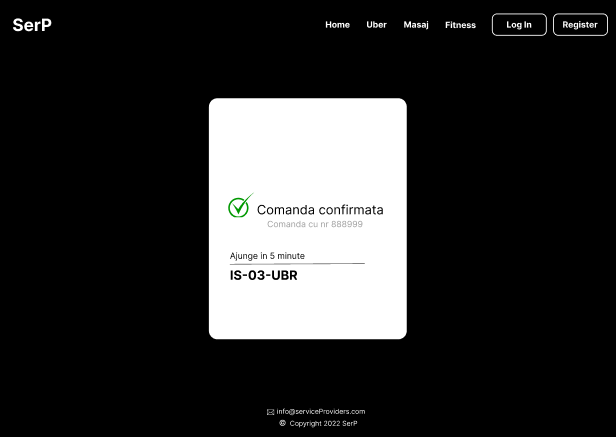 SerP
Home Uber Masaj Fitness Log In Register
Comanda confirmata
Comanda cu nr 888999
Ajunge in 5 minute
IS-03-UBR
info@serviceProviders.com
© Copyright 2022 SerP